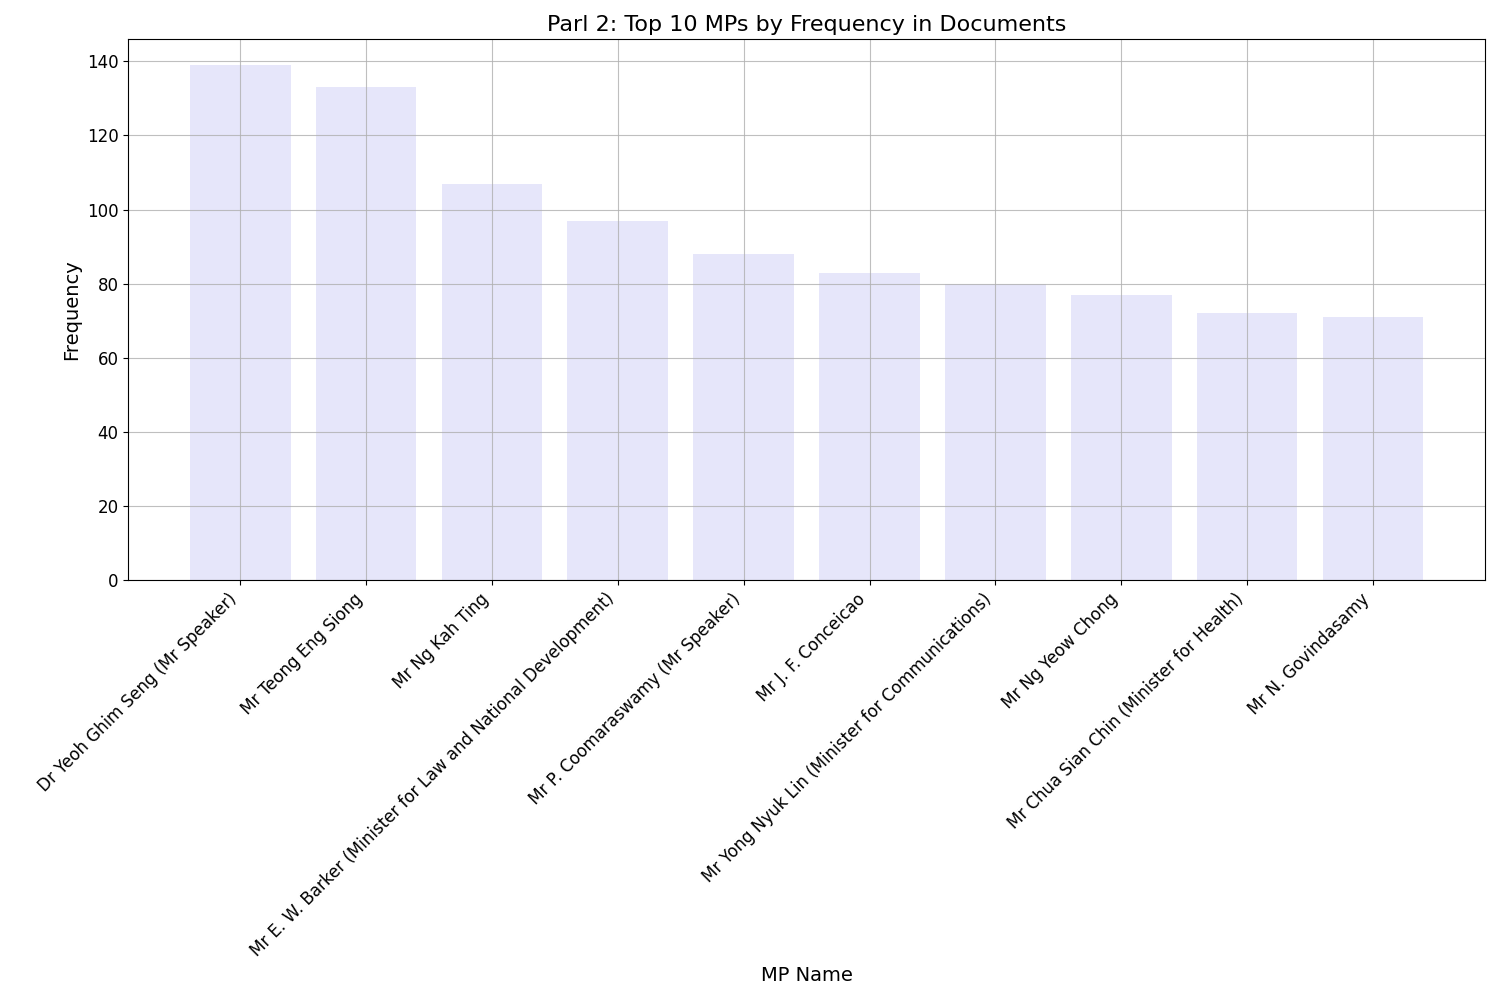 Parl 2: Top 10 MPs by Frequency in Documents
Frequency
140
120
100
80
60
40
20
0
Dr Yeoh Ghim Seng (Mr Speaker)
Mr Teong Eng Siong
Mr Ng Kah Ting
Mr E. W. Barker (Minister for Law and National Development)
Mr P. Coomaraswamy (Mr Speaker)
Mr J. F. Conceicao
Mr Yong Nyuk Lin (Minister for Communications)
Mr Ng Yeow Chong
Mr Chua Sian Chin (Minister for Health)
Mr N. Govindasamy
MP Name